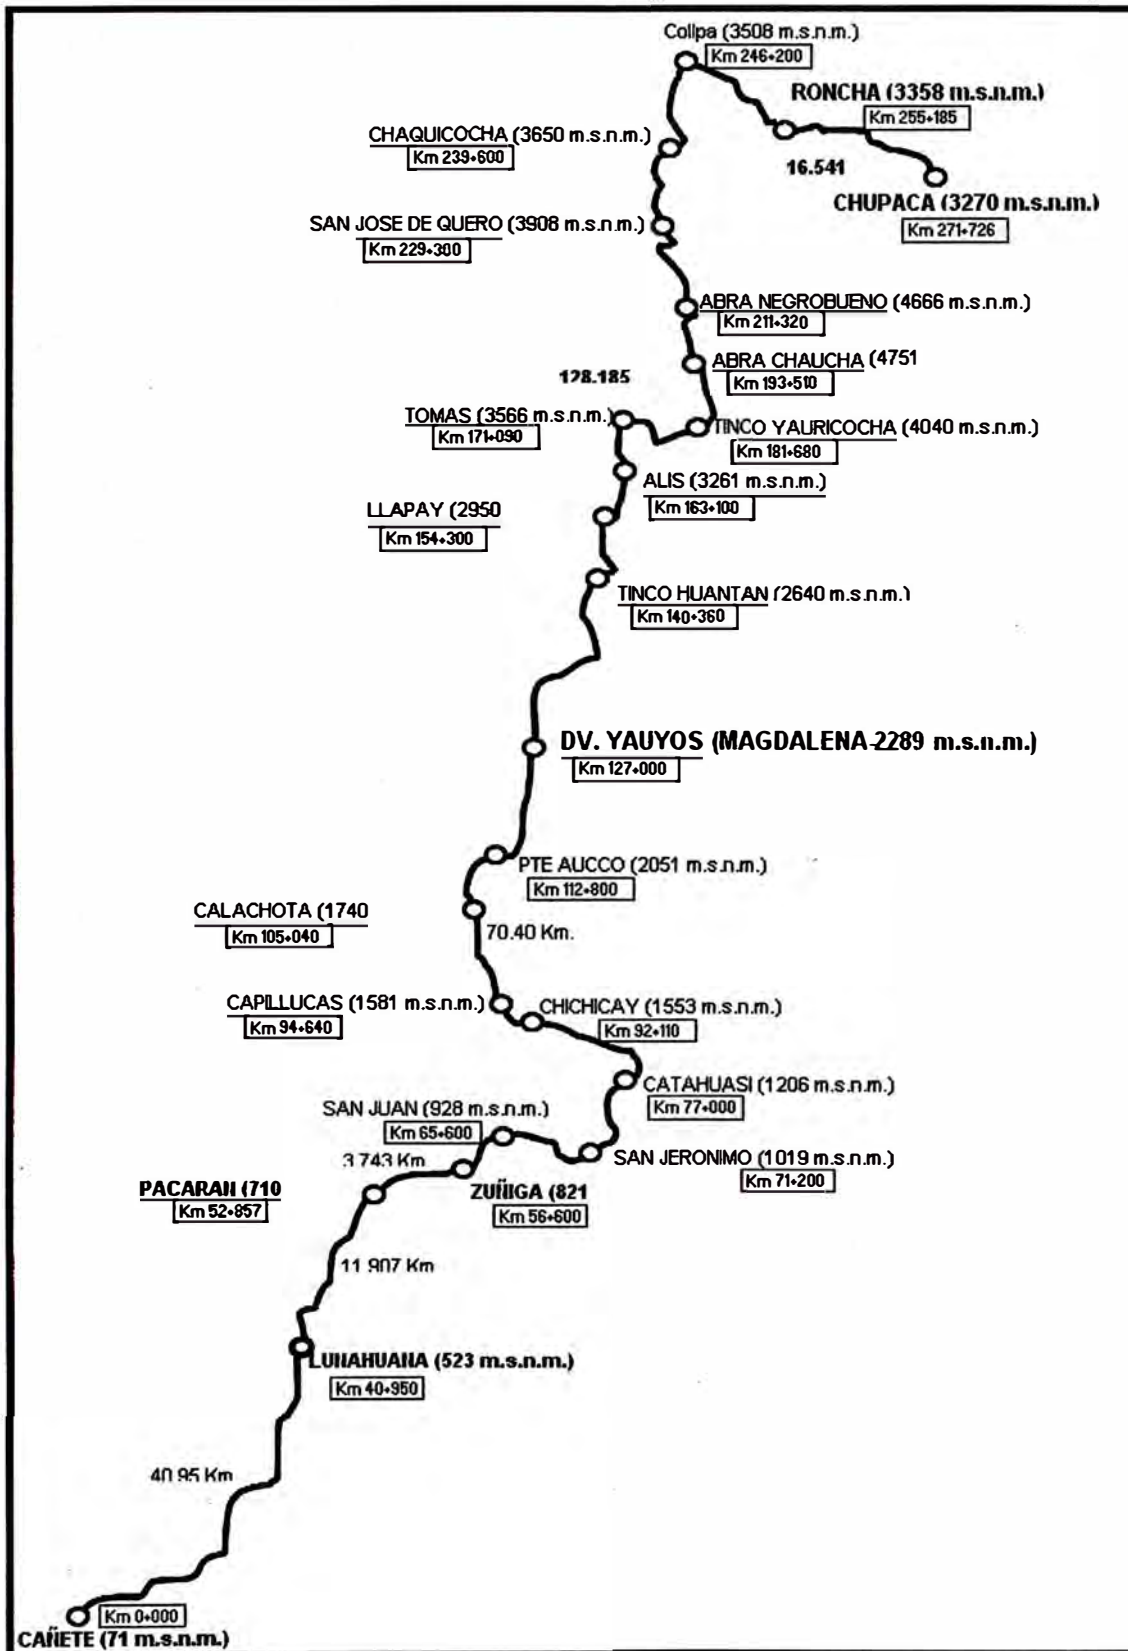 Collpa (3508 m.s.n.m.)
Km 246+200
RONCHA (3358 m.s.n.m.)
Km 255+185
CHAQUICOCHA (3650 m.s.n.m.)
Km 239+600
16.541
CHUPACA (3270 m.s.n.m.)
Km 271+726
SAN JOSE DE QUERO (3908 m.s.n.m.)
Km 229+300
ABRA NEGROBUENO (4666 m.s.n.m.)
Km 211+320
ABRA CHAUCHA (4751
Km 193+510
128.185
TOMAS (3566 m.s.n.m.)
Km 171+090
TINCO YAURICOCHA (4040 m.s.n.m.)
Km 181+680
ALIS (3261 m.s.n.m.)
Km 163+100
LLAPAY (2950
Km 154+300
TINCO HUANTAN (2640 m.s.n.m.)
Km 140+360
DV. YAUYOS (MAGDALENA-2289 m.s.n.m.)
Km 127+000
PTE AUCCO (2051 m.s.n.m.)
Km 112+800
CALACHOTA (1740
Km 105+040
70.40 Km.
CAPILLUCAS (1581 m.s.n.m.)
Km 94+640
CHICHICAY (1553 m.s.n.m.)
Km 92+110
CATAHUASI (1206 m.s.n.m.)
Km 77+000
SAN JUAN (928 m.s.n.m.)
Km 65+600
SAN JERONIMO (1019 m.s.n.m.)
Km 71+200
3.743 Km
PACARAN (710
Km 52+857
ZUÑIGA (821
Km 56+600
11.907 Km
LUNAHUANA (523 m.s.n.m.)
Km 40+950
40.95 Km
Km 0+000
CAÑETE (71 m.s.n.m.)